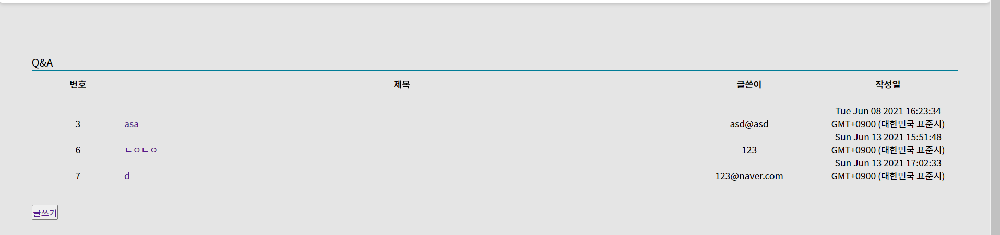 Q&A
번호 제목 글쓴이 작성일
Tue Jun 08 2021 16:23:34
3 asa asd@asd GMT+0900 (대한민국 표준시)
Sun Jun 13 2021 15:51:48
6 ㄴㅇㄴㅇ 123 GMT+0900 (대한민국 표준시)
Sun Jun 13 2021 17:02:33
7 d 123@naver.com GMT+0900 (대한민국 표준시)
글쓰기